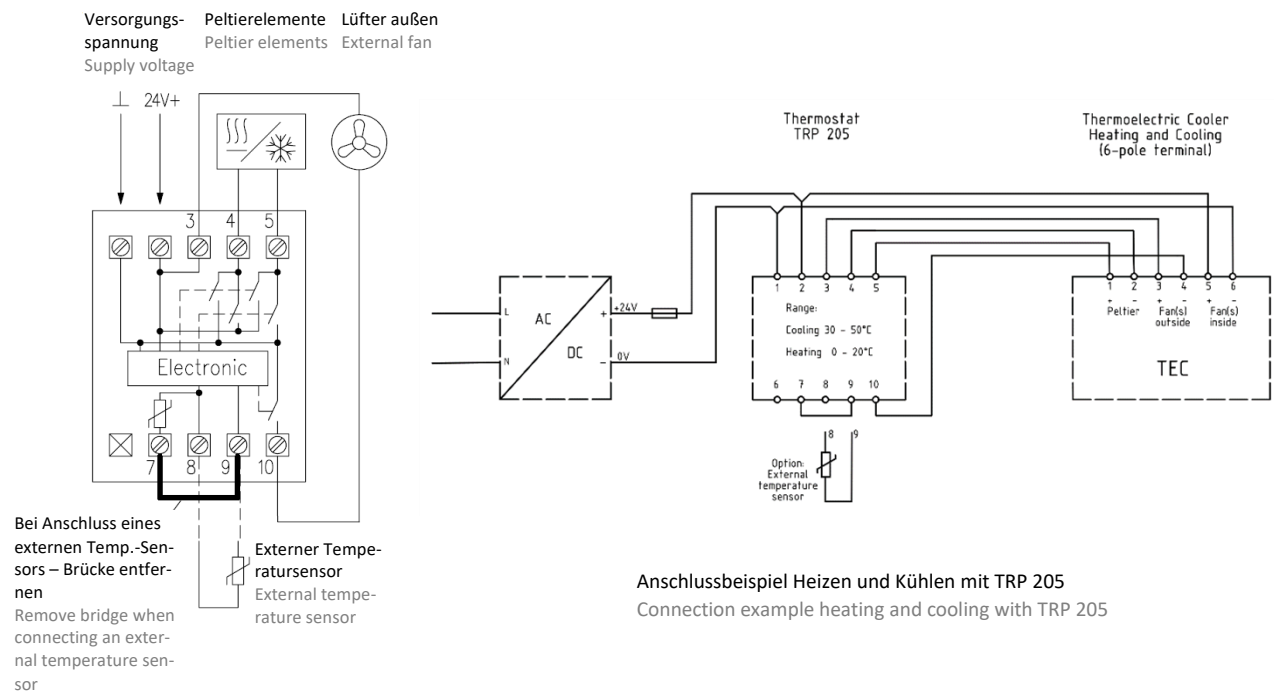 Versorgungs-
spannung
Supply voltage
Peltierelemente
Peltier elements
Lüfter außen
External fan
24V+
3 4 5
Electronic
7 8 9 10
Bei Anschluss eines
externen Temp.-Sen-
sors – Brücke entfer-
nen
Remove bridge when
connecting an exter-
nal temperature sen-
sor
Externer Tempe-
ratursensor
External tempe-
rature sensor
Thermostat
TRP 205
Thermoelectric Cooler
Heating and Cooling
(6-pole terminal)
L
N
AC
DC
+
-
+24V
0V
1 2 3 4 5
Range:
Cooling 30 - 50°C
Heating 0 - 20°C
6 7 8 9 10
8 9
Option:
External
temperature
sensor
1 2 3 4 5 6
+ - + - + -
Peltier
Fan(s)
outside
Fan(s)
inside
TEC
Anschlussbeispiel Heizen und Kühlen mit TRP 205
Connection example heating and cooling with TRP 205